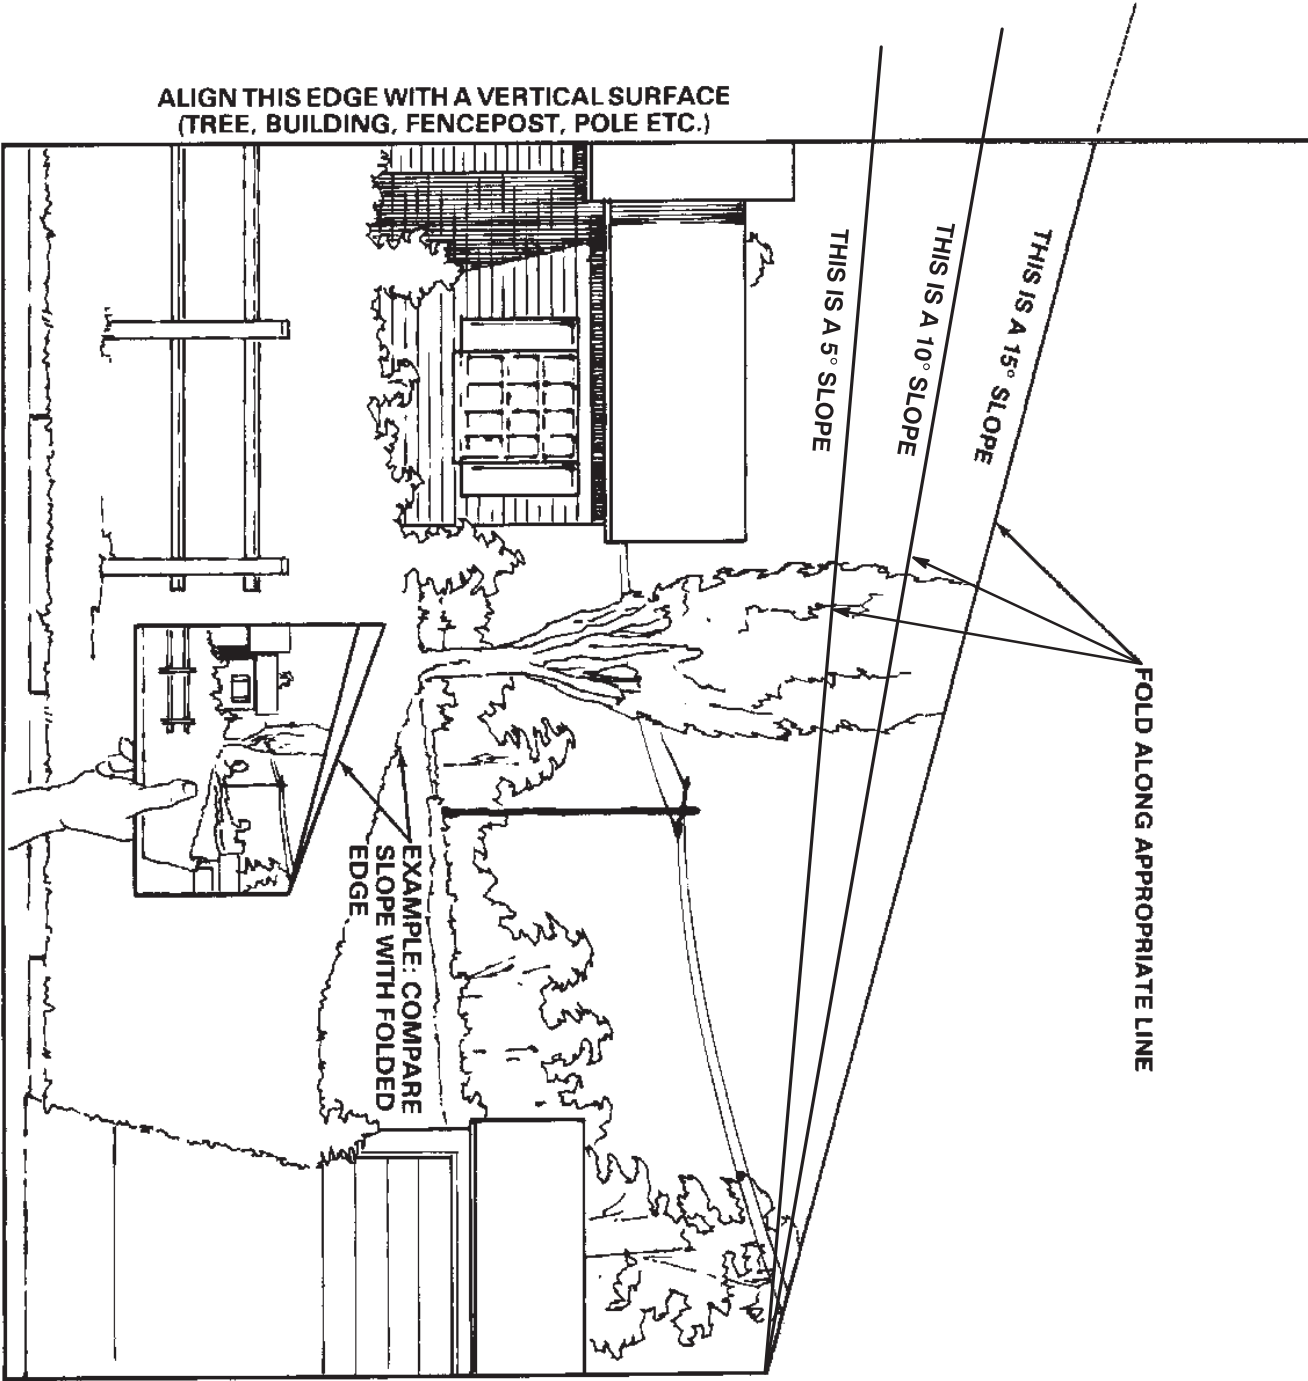 ALIGN THIS EDGE WITH A VERTICAL SURFACE
(TREE, BUILDING, FENCEPOST, POLE ETC.)
THIS IS A 5° SLOPE
THIS IS A 10° SLOPE
THIS IS A 15° SLOPE
FOLD ALONG APPROPRIATE LINE
EXAMPLE: COMPARE
SLOPE WITH FOLDED
EDGE